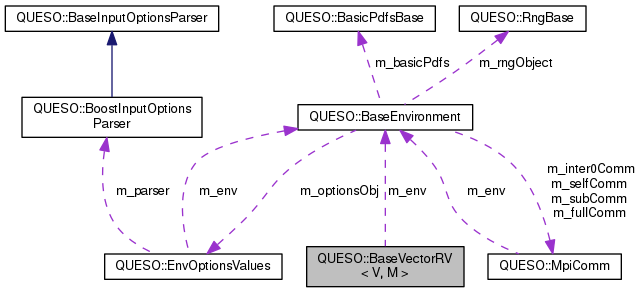 QUESO::BaseInputOptionsParser
QUESO::BasicPdfsBase
QUESO::RngBase
m_basicPdfs
m_rngObject
QUESO::BoostInputOptions
Parser
QUESO::BaseEnvironment
m_parser
m_env
m_optionsObj
m_env
m_env
m_inter0Comm
m_selfComm
m_subComm
m_fullComm
QUESO::EnvOptionsValues
QUESO::BaseVectorRV
< V, M >
QUESO::MpiComm